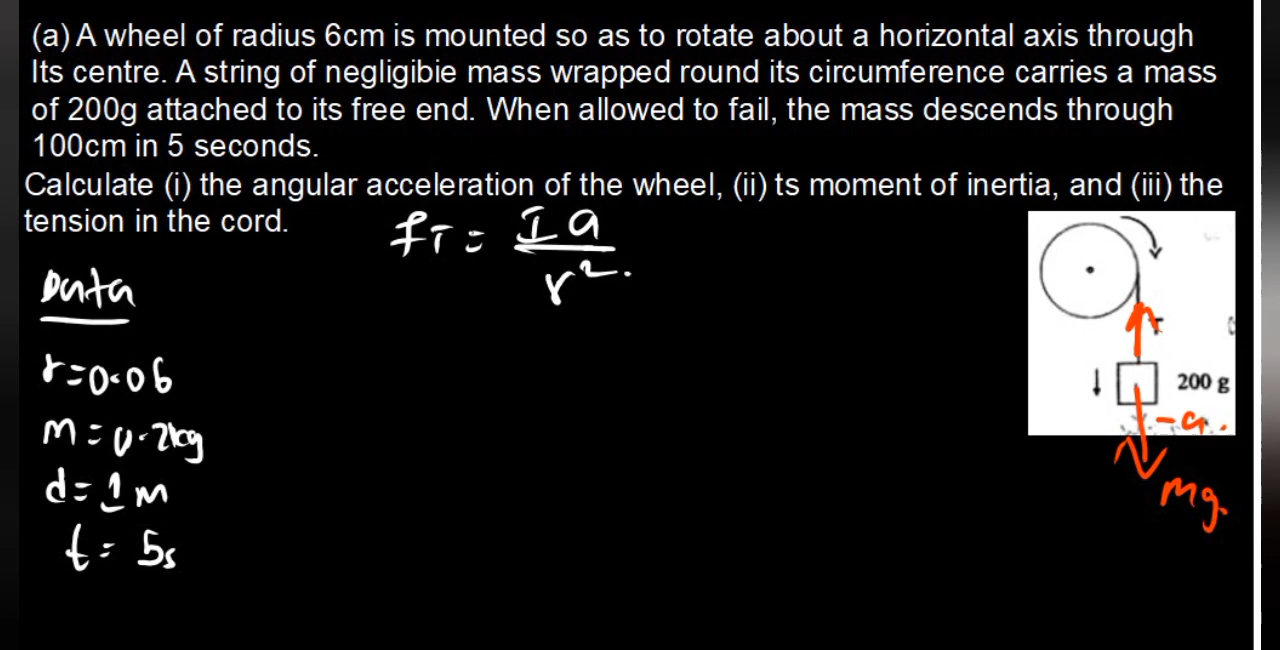 (a) A wheel of radius 6cm is mounted so as to rotate about a horizontal axis through
Its centre. A string of negligibie mass wrapped round its circumference carries a mass
of 200g attached to its free end. When allowed to fail, the mass descends through
100cm in 5 seconds.
Calculate (i) the angular acceleration of the wheel, (ii) ts moment of inertia, and (iii) the
tension in the cord.
FT = Ia/r².
Data
r=0.06
m=0.2kg
d=1m
t=5s
200 g
-a.
mg.